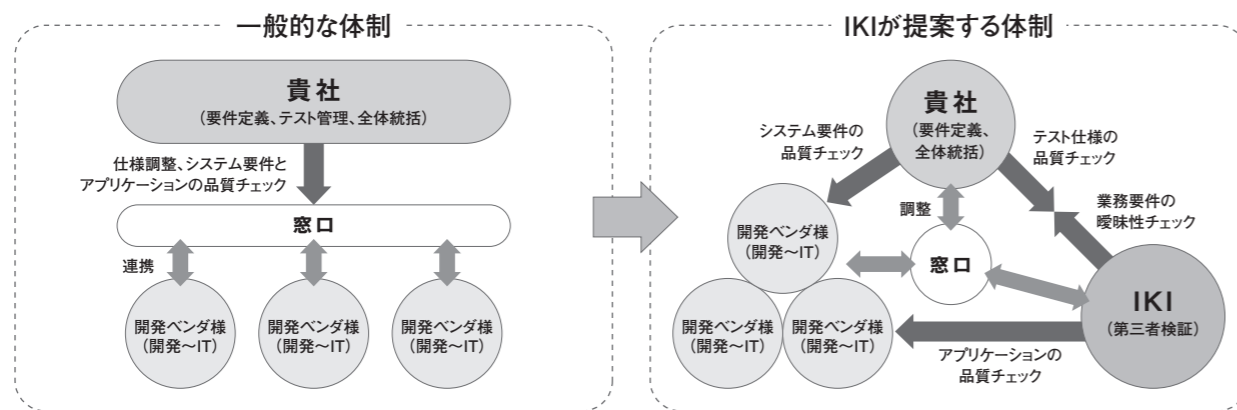 一般的な体制
貴社
(要件定義、テスト管理、全体統括)
仕様調整、システム要件と
アプリケーションの品質チェック
窓口
連携
開発ベンダ様
(開発〜IT)
開発ベンダ様
(開発〜IT)
開発ベンダ様
(開発〜IT)
IKIが提案する体制
貴社
(要件定義、
全体統括)
システム要件の
品質チェック
テスト仕様の
品質チェック
調整
業務要件の
曖昧性チェック
開発ベンダ様
(開発〜IT)
窓口
IKI
(第三者検証)
開発ベンダ様
(開発〜IT)
開発ベンダ様
(開発〜IT)
アプリケーションの
品質チェック